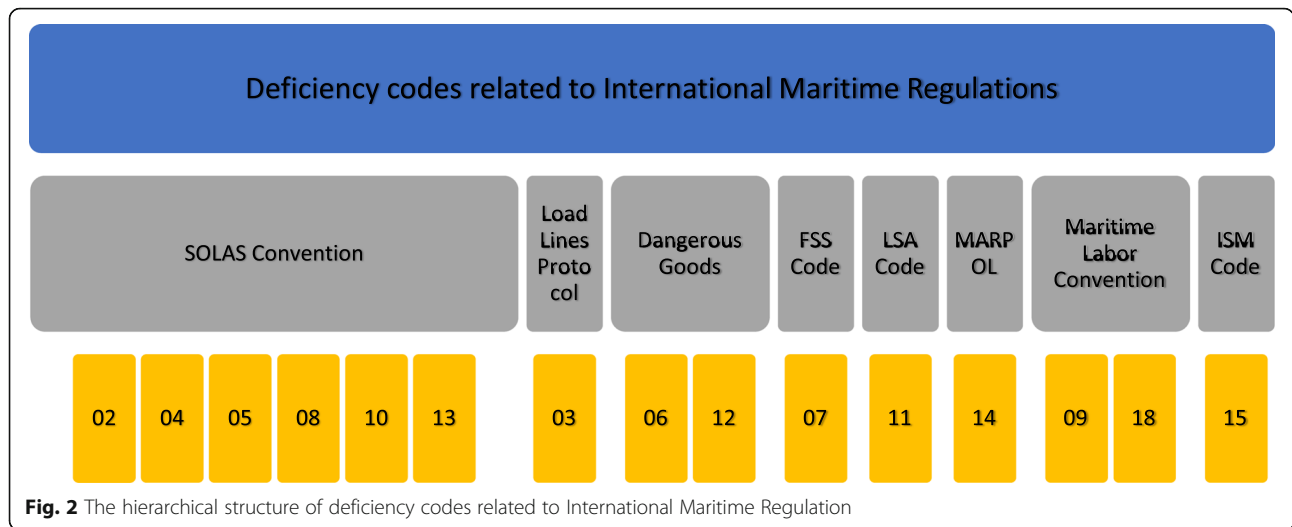 Deficiency codes related to International Maritime Regulations
SOLAS Convention
Load
Lines
Proto
col
Dangerous
Goods
FSS
Code
LSA
Code
MARP
OL
Maritime
Labor
Convention
ISM
Code
02 04 05 08 10 13 03 06 12 07 11 14 09 18 15
Fig. 2 The hierarchical structure of deficiency codes related to International Maritime Regulation